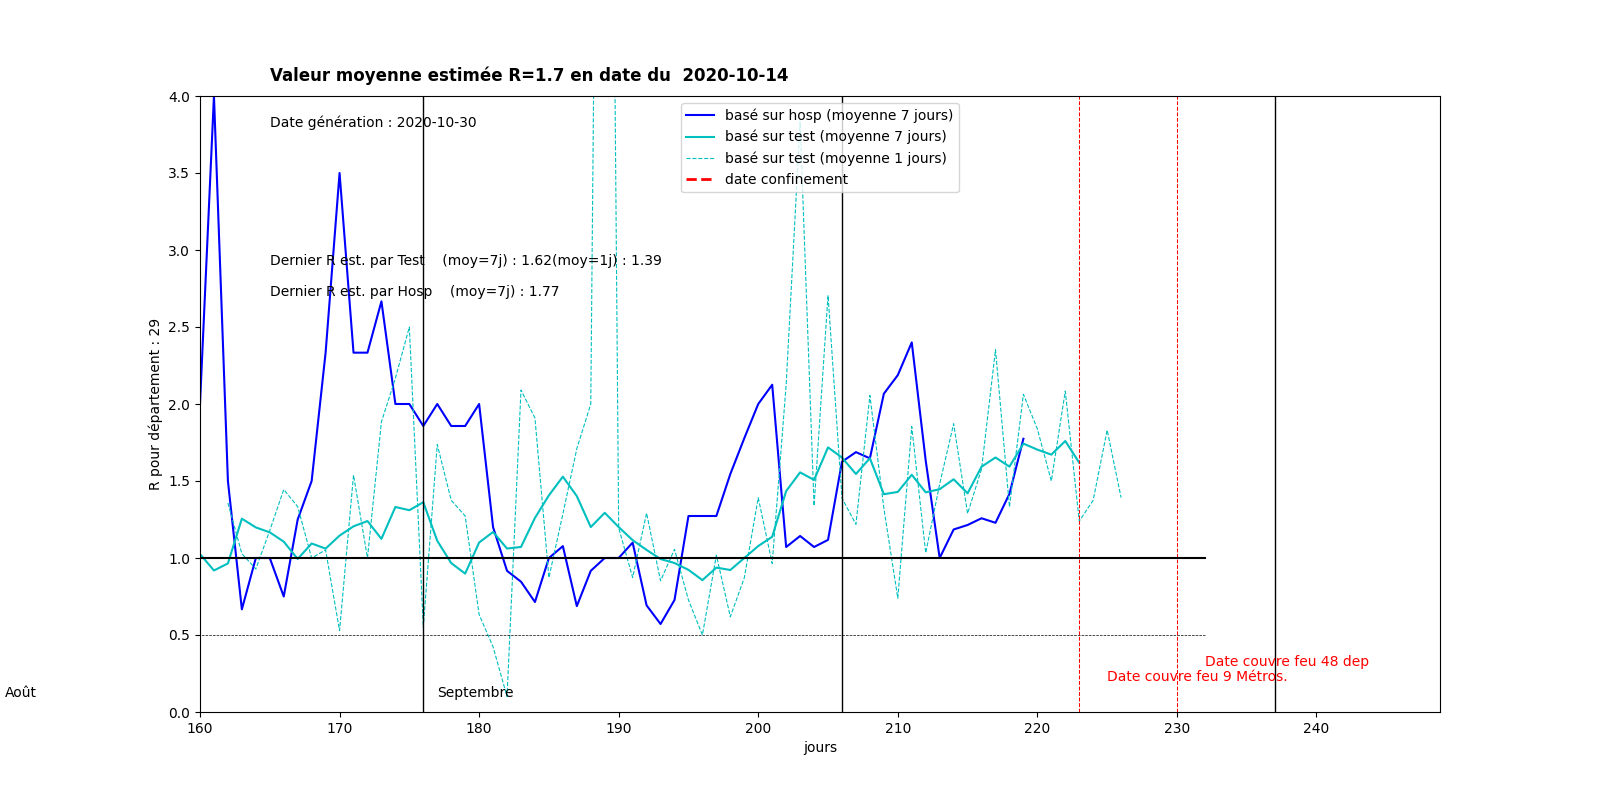 Valeur moyenne estimée R=1.7 en date du  2020-10-14
Date génération : 2020-10-30
basé sur hosp (moyenne 7 jours)
basé sur test (moyenne 7 jours)
basé sur test (moyenne 1 jours)
date confinement
Dernier R est. par Test    (moy=7j) : 1.62(moy=1j) : 1.39
Dernier R est. par Hosp    (moy=7j) : 1.77
R pour département : 29
4.0
3.5
3.0
2.5
2.0
1.5
1.0
0.5
0.0
Date couvre feu 48 dep
Date couvre feu 9 Métros.
Août
Septembre
160 170 180 190 200 210 220 230 240
jours